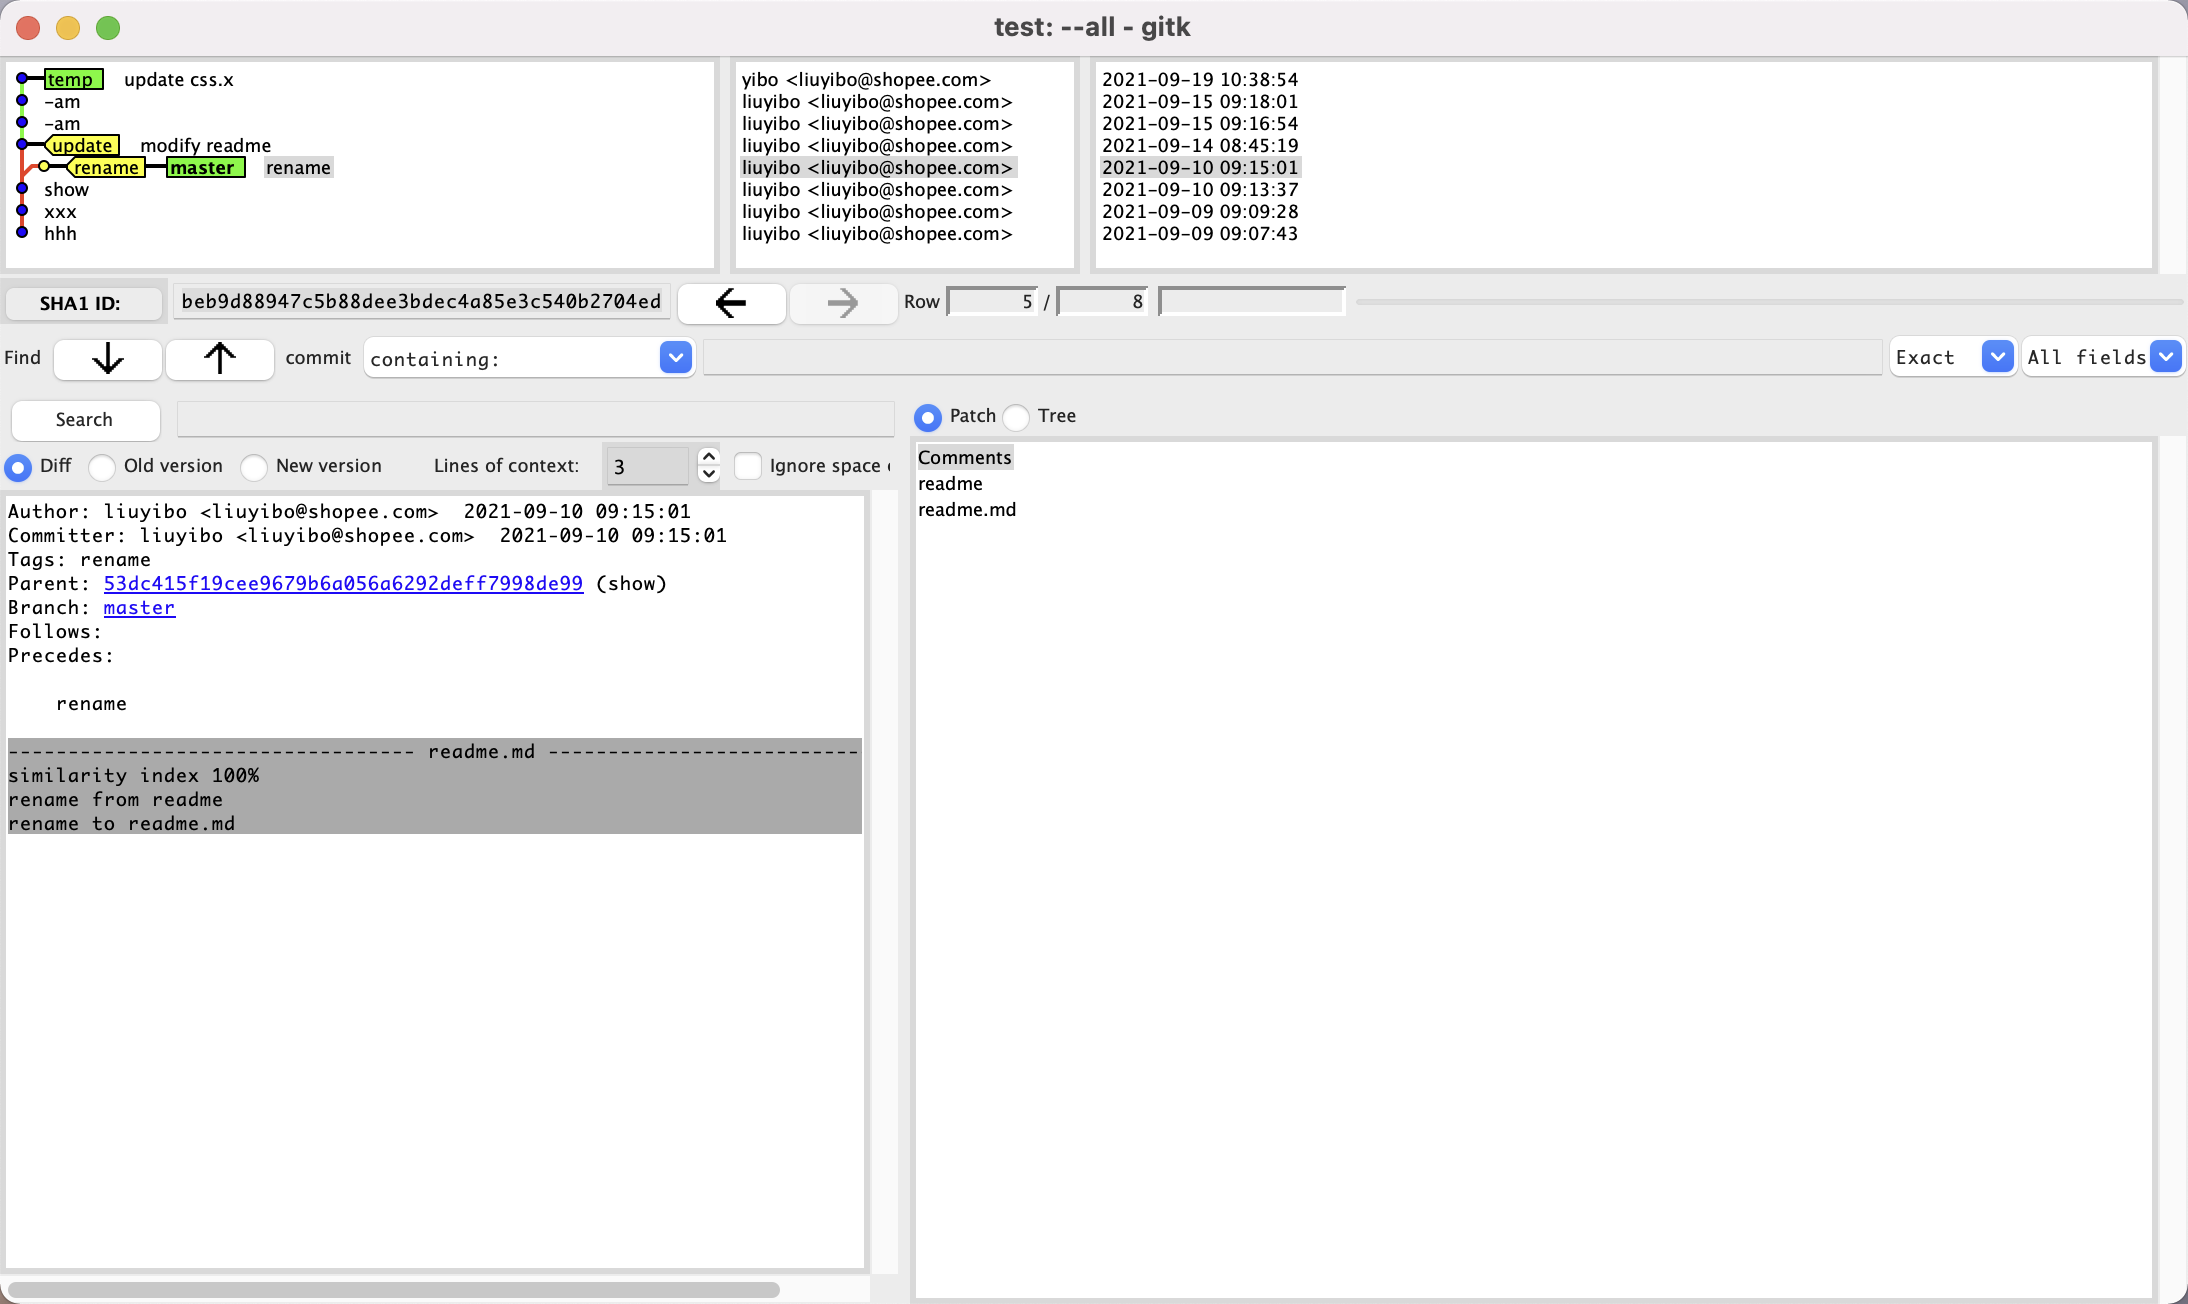 test: --all - gitk
temp update css.x yibo <liuyibo@shopee.com> 2021-09-19 10:38:54
-am liuyibo <liuyibo@shopee.com> 2021-09-15 09:18:01
-am liuyibo <liuyibo@shopee.com> 2021-09-15 09:16:54
update modify readme liuyibo <liuyibo@shopee.com> 2021-09-14 08:45:19
rename master rename liuyibo <liuyibo@shopee.com> 2021-09-10 09:15:01
show liuyibo <liuyibo@shopee.com> 2021-09-10 09:13:37
xxx liuyibo <liuyibo@shopee.com> 2021-09-09 09:09:28
hhh liuyibo <liuyibo@shopee.com> 2021-09-09 09:07:43
SHA1 ID: beb9d88947c5b88dee3bdec4a85e3c540b2704ed Row 5 / 8
Find commit containing: Exact All fields
Search
Diff Old version New version Lines of context: 3 Ignore space
Author: liuyibo <liuyibo@shopee.com> 2021-09-10 09:15:01
Committer: liuyibo <liuyibo@shopee.com> 2021-09-10 09:15:01
Tags: rename
Parent: 53dc415f19cee9679b6a056a6292deff7998de99 (show)
Branch: master
Follows:
Precedes:
rename
---------------------------------- readme.md --------------------------
similarity index 100%
rename from readme
rename to readme.md
Patch Tree
Comments
readme
readme.md